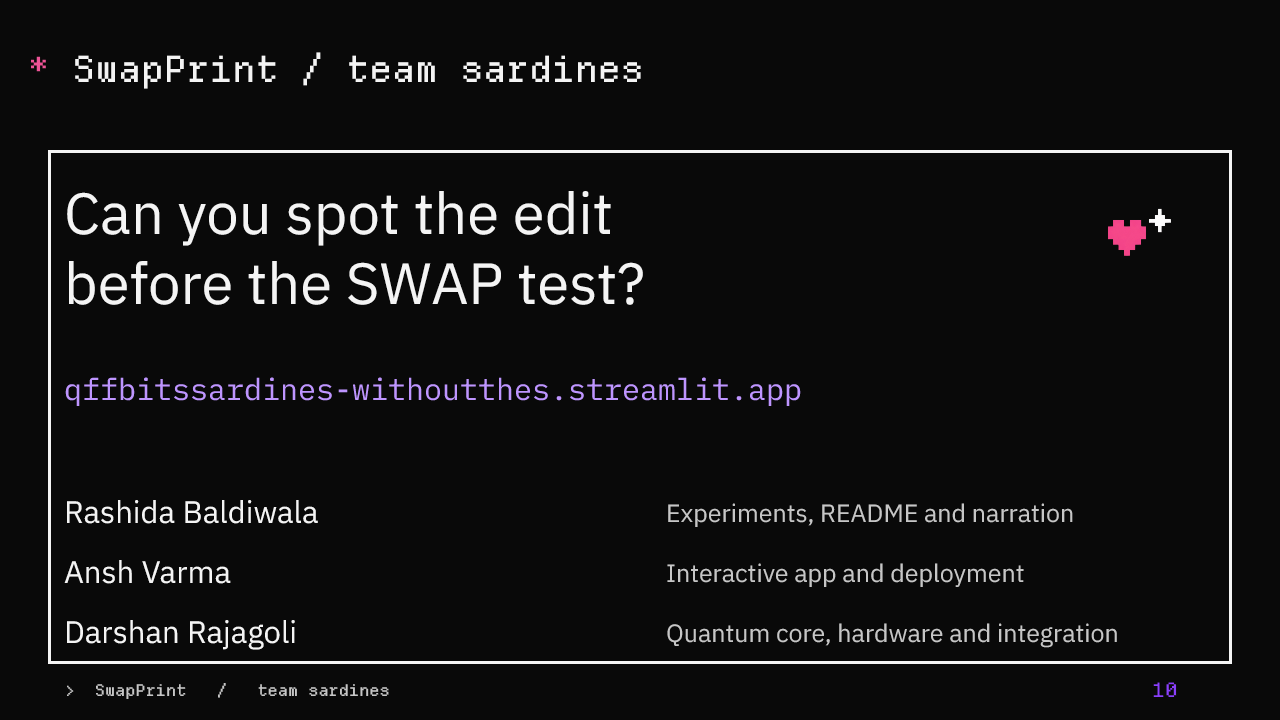 * SwapPrint / team sardines
Can you spot the edit
before the SWAP test?
qffbitssardines-withoutthes.streamlit.app
Rashida Baldiwala
Experiments, README and narration
Ansh Varma
Interactive app and deployment
Darshan Rajagoli
Quantum core, hardware and integration
> SwapPrint / team sardines
10